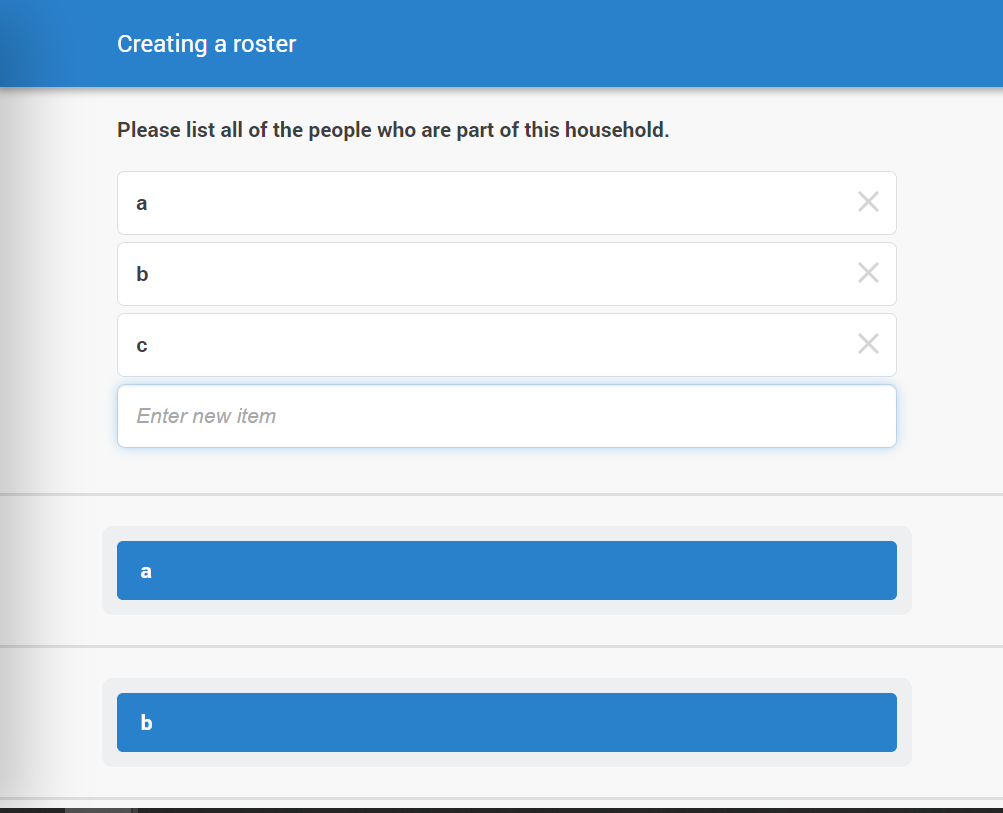 Creating a roster
Please list all of the people who are part of this household.
a
b
c
Enter new item
a
b